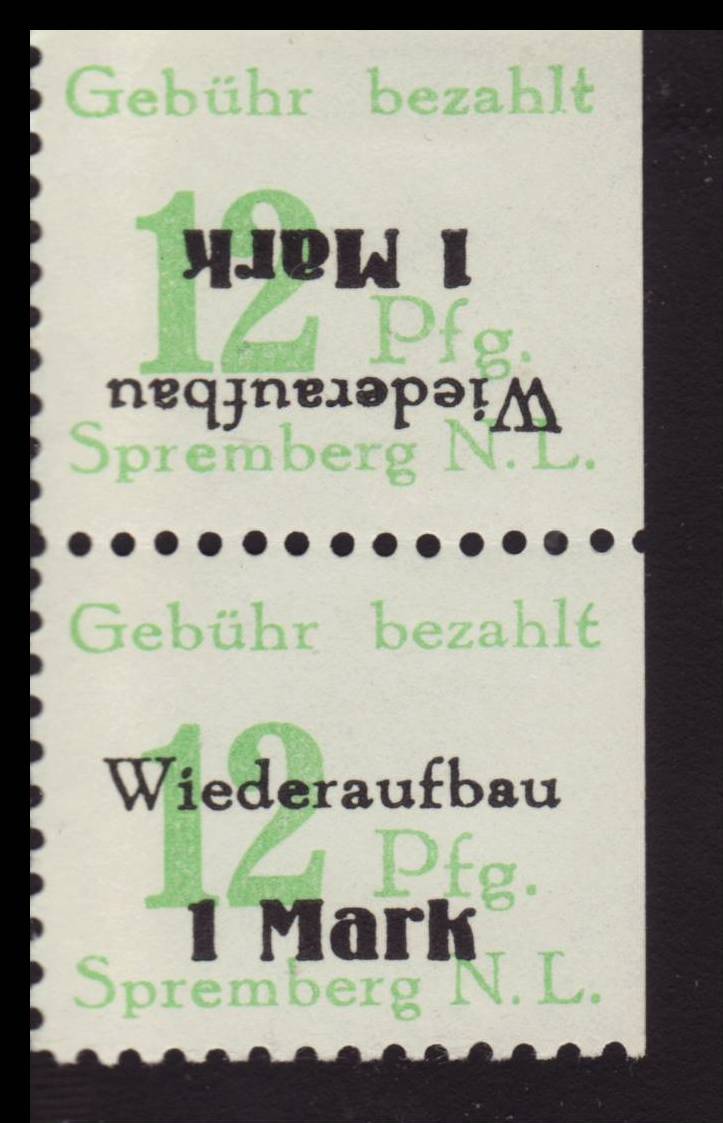 Gebühr bezahlt
12 Pfg.
1 Mark
Wiederaufbau
Spremberg N.L.
Gebühr bezahlt
Wiederaufbau
12 Pfg.
1 Mark
Spremberg N.L.